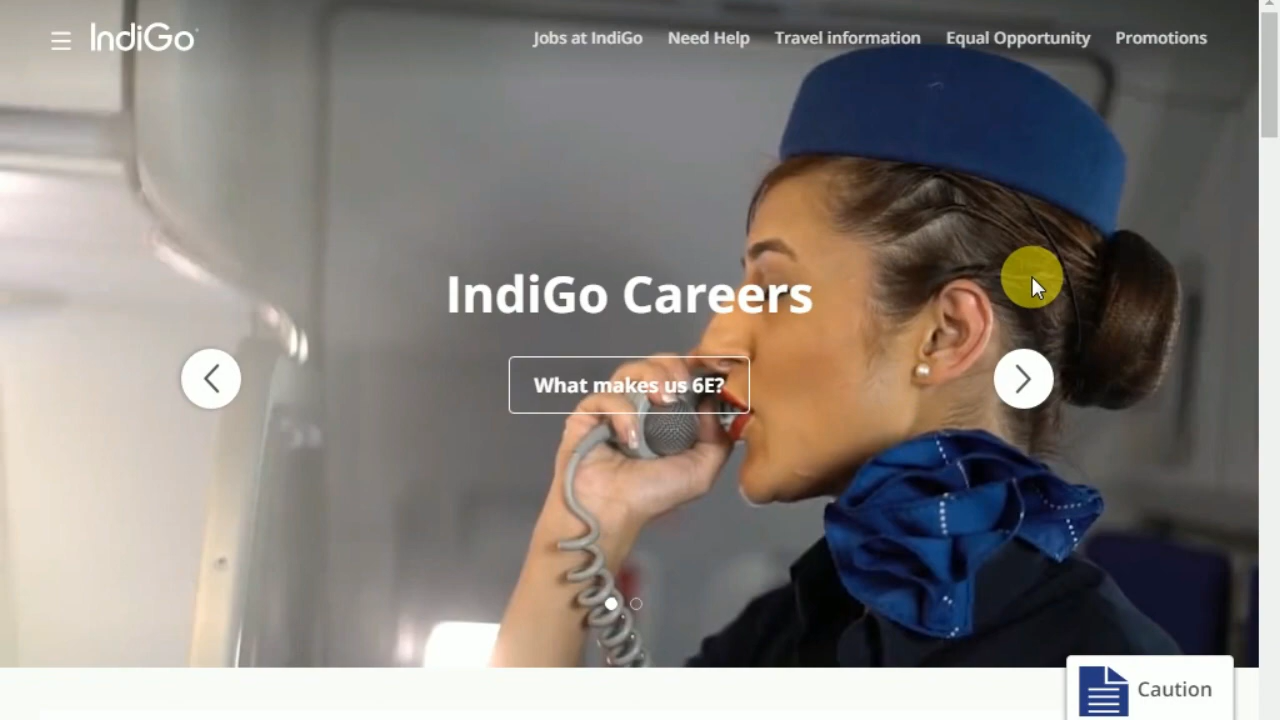 IndiGo
Jobs at IndiGo Need Help Travel information Equal Opportunity Promotions
IndiGo Careers
What makes us 6E?
Caution